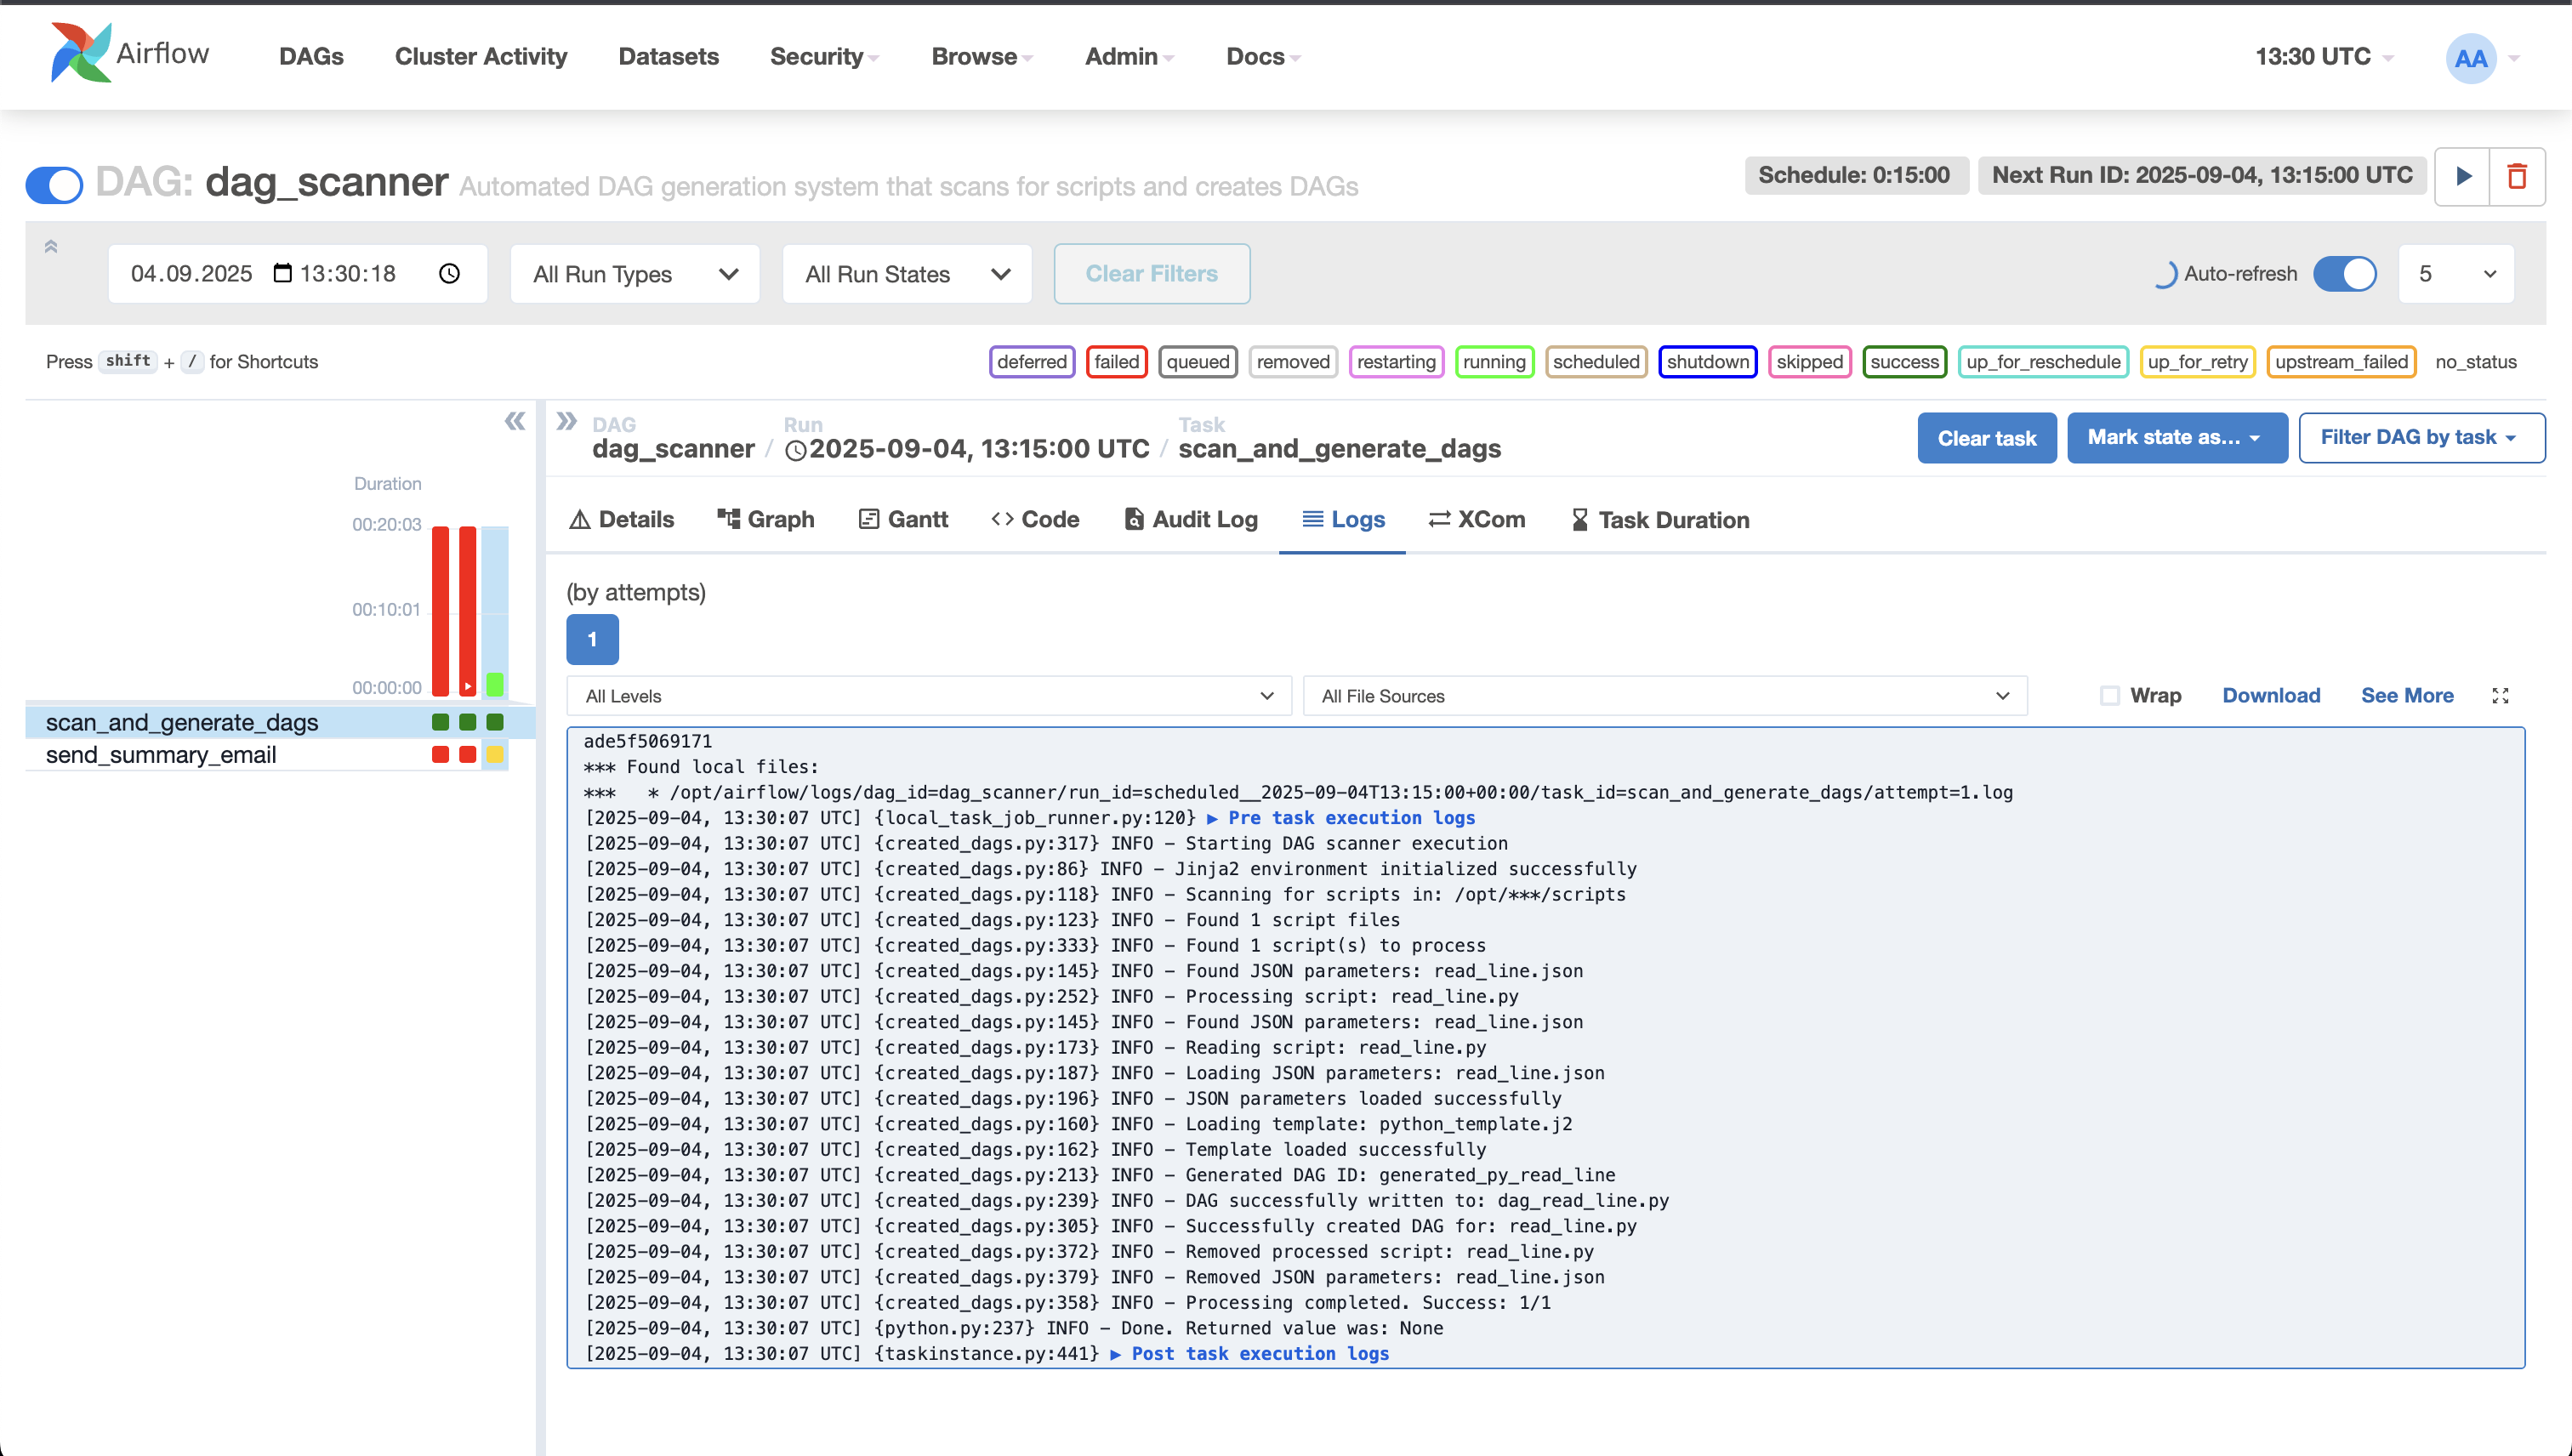 Airflow DAGs Cluster Activity Datasets Security Browse Admin Docs 13:30 UTC AA
DAG: dag_scanner Automated DAG generation system that scans for scripts and creates DAGs Schedule: 0:15:00 Next Run ID: 2025-09-04, 13:15:00 UTC
04.09.2025 13:30:18 All Run Types All Run States Clear Filters Auto-refresh 5
Press shift + / for Shortcuts deferred failed queued removed restarting running scheduled shutdown skipped success up_for_reschedule up_for_retry upstream_failed no_status
Duration
00:20:03
00:10:01
00:00:00
scan_and_generate_dags
send_summary_email
DAG Run Task
dag_scanner / 2025-09-04, 13:15:00 UTC / scan_and_generate_dags
Clear task Mark state as... Filter DAG by task
Details Graph Gantt <> Code Audit Log Logs XCom Task Duration
(by attempts)
1
All Levels All File Sources Wrap Download See More
ade5f5069171
*** Found local files:
***   * /opt/airflow/logs/dag_id=dag_scanner/run_id=scheduled__2025-09-04T13:15:00+00:00/task_id=scan_and_generate_dags/attempt=1.log
[2025-09-04, 13:30:07 UTC] {local_task_job_runner.py:120} ▶ Pre task execution logs
[2025-09-04, 13:30:07 UTC] {created_dags.py:317} INFO - Starting DAG scanner execution
[2025-09-04, 13:30:07 UTC] {created_dags.py:86} INFO - Jinja2 environment initialized successfully
[2025-09-04, 13:30:07 UTC] {created_dags.py:118} INFO - Scanning for scripts in: /opt/***/scripts
[2025-09-04, 13:30:07 UTC] {created_dags.py:123} INFO - Found 1 script files
[2025-09-04, 13:30:07 UTC] {created_dags.py:333} INFO - Found 1 script(s) to process
[2025-09-04, 13:30:07 UTC] {created_dags.py:145} INFO - Found JSON parameters: read_line.json
[2025-09-04, 13:30:07 UTC] {created_dags.py:252} INFO - Processing script: read_line.py
[2025-09-04, 13:30:07 UTC] {created_dags.py:145} INFO - Found JSON parameters: read_line.json
[2025-09-04, 13:30:07 UTC] {created_dags.py:173} INFO - Reading script: read_line.py
[2025-09-04, 13:30:07 UTC] {created_dags.py:187} INFO - Loading JSON parameters: read_line.json
[2025-09-04, 13:30:07 UTC] {created_dags.py:196} INFO - JSON parameters loaded successfully
[2025-09-04, 13:30:07 UTC] {created_dags.py:160} INFO - Loading template: python_template.j2
[2025-09-04, 13:30:07 UTC] {created_dags.py:162} INFO - Template loaded successfully
[2025-09-04, 13:30:07 UTC] {created_dags.py:213} INFO - Generated DAG ID: generated_py_read_line
[2025-09-04, 13:30:07 UTC] {created_dags.py:239} INFO - DAG successfully written to: dag_read_line.py
[2025-09-04, 13:30:07 UTC] {created_dags.py:305} INFO - Successfully created DAG for: read_line.py
[2025-09-04, 13:30:07 UTC] {created_dags.py:372} INFO - Removed processed script: read_line.py
[2025-09-04, 13:30:07 UTC] {created_dags.py:379} INFO - Removed JSON parameters: read_line.json
[2025-09-04, 13:30:07 UTC] {created_dags.py:358} INFO - Processing completed. Success: 1/1
[2025-09-04, 13:30:07 UTC] {python.py:237} INFO - Done. Returned value was: None
[2025-09-04, 13:30:07 UTC] {taskinstance.py:441} ▶ Post task execution logs